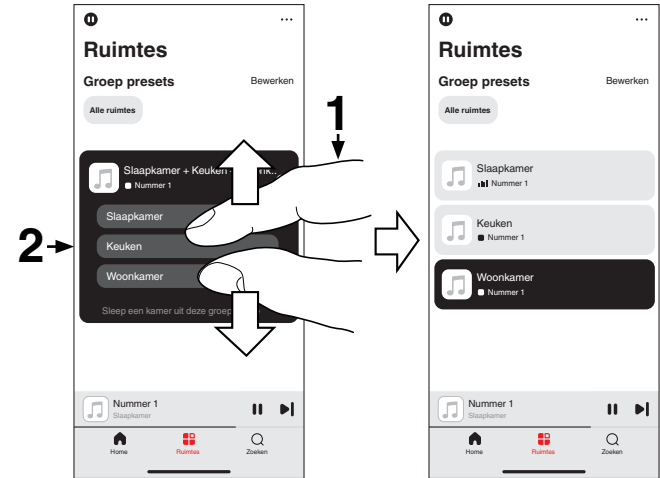 Ruimtes
Groep presets
Bewerken
Alle ruimtes
1
Slaapkamer + Keuken
Nummer 1
Slaapkamer
Keuken
2
Woonkamer
Sleep een kamer uit deze groep
Nummer 1
Slaapkamer
Home
Ruimtes
Zoeken
Ruimtes
Groep presets
Bewerken
Alle ruimtes
Slaapkamer
Nummer 1
Keuken
Nummer 1
Woonkamer
Nummer 1
Nummer 1
Slaapkamer
Home
Ruimtes
Zoeken